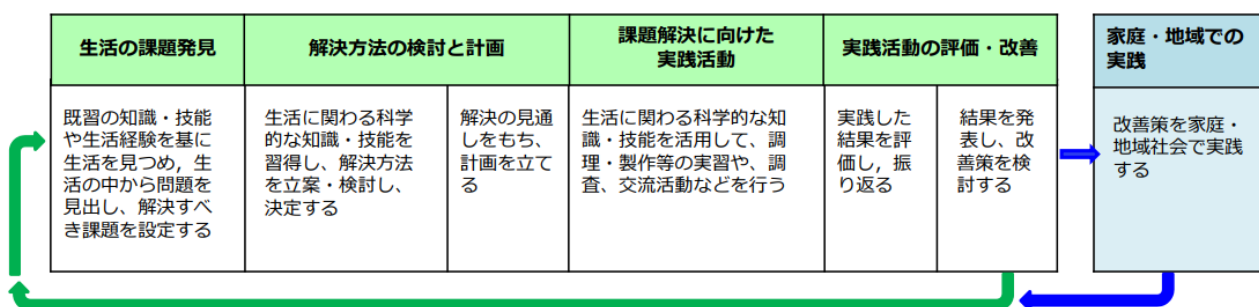 生活の課題発見
解決方法の検討と計画
課題解決に向けた
実践活動
実践活動の評価・改善
家庭・地域での
実践
既習の知識・技能
や生活経験を基に
生活を見つめ，生
活の中から問題を
見出し、解決すべ
き課題を設定する
生活に関わる科学
的な知識・技能を
習得し、解決方法
を立案・検討し、
決定する
解決の見通
しをもち、
計画を立て
る
生活に関わる科学的な知
識・技能を活用して、調
理・製作等の実習や、調
査、交流活動などを行う
実践した
結果を評
価し，振
り返る
結果を発
表し、改
善策を検
討する
改善策を家庭・
地域社会で実践
する